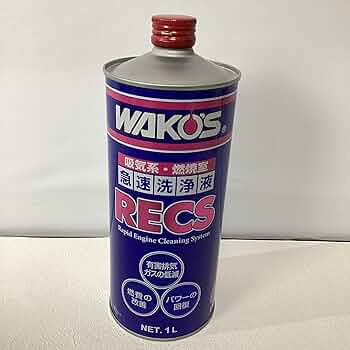 WAKO'S®
吸気系・燃焼室
急速洗浄液
RECS
Rapid Engine Cleaning System
有害排気
ガスの低減
燃費の
改善
パワーの
回復
NET. 1L